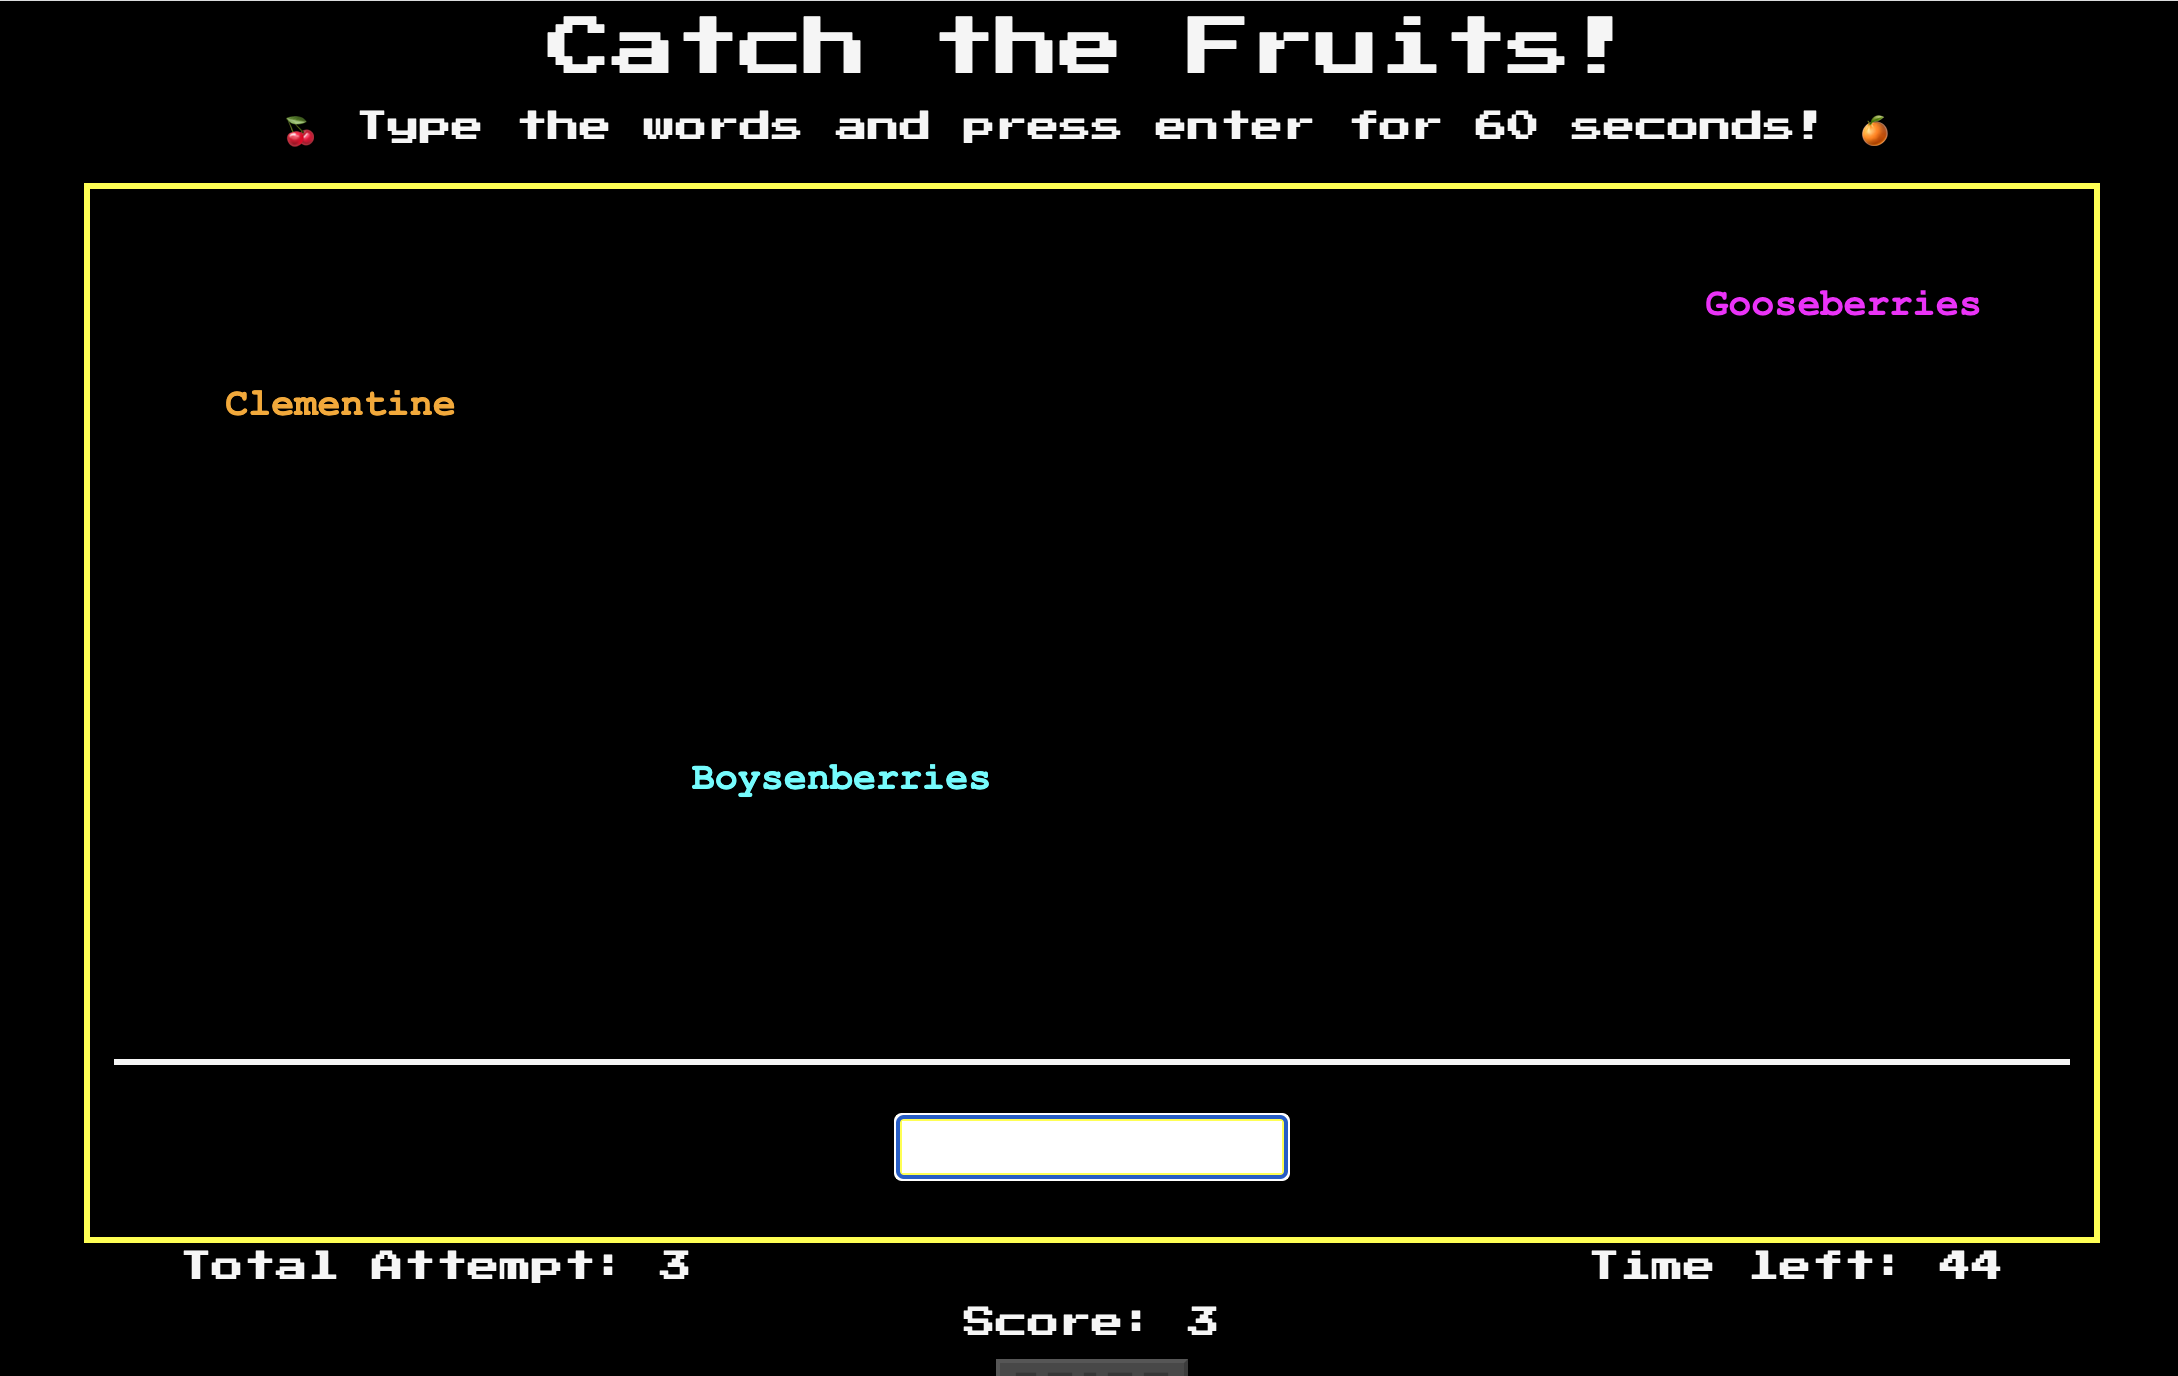 Catch the Fruits!
Type the words and press enter for 60 seconds!
Gooseberries
Clementine
Boysenberries
Total Attempt: 3
Time left: 44
Score: 3